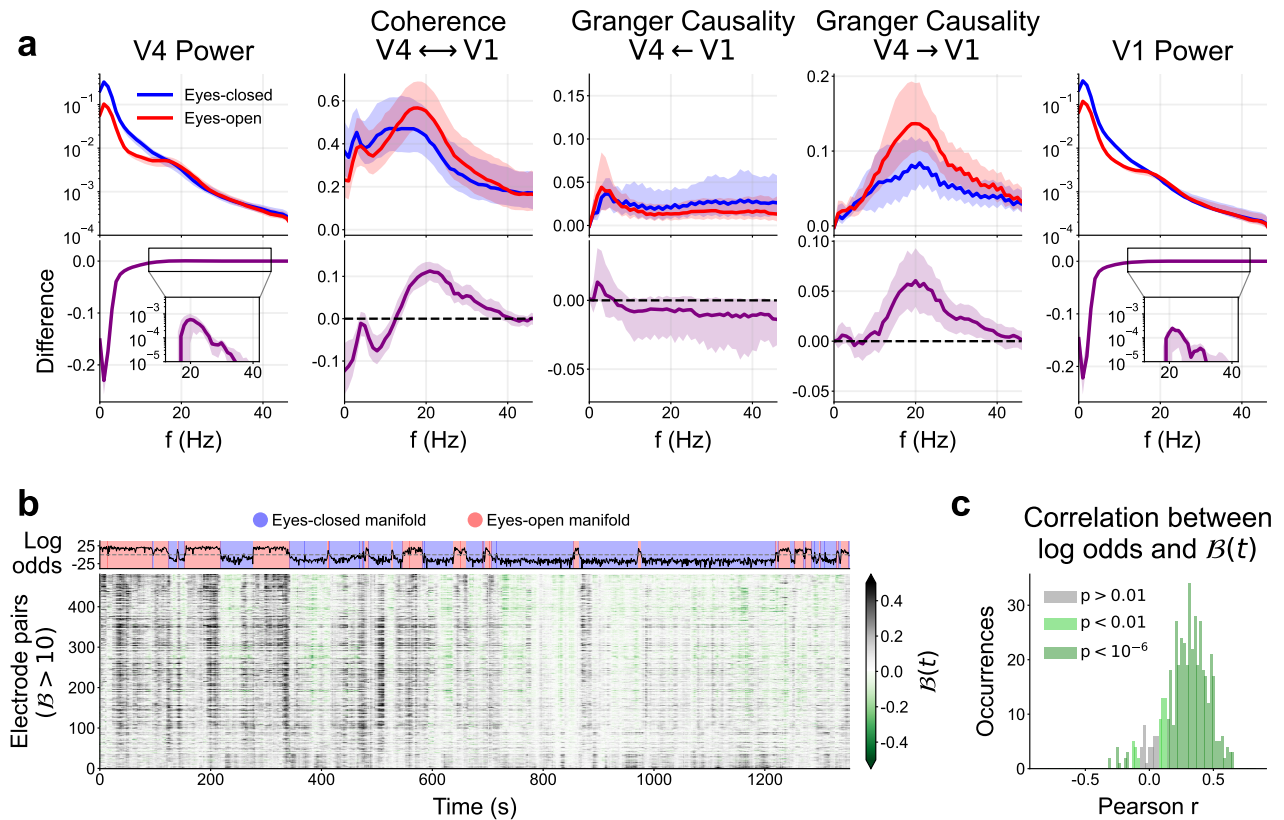 a
V4 Power
Coherence
V4 ⟷ V1
Granger Causality
V4 ← V1
Granger Causality
V4 → V1
V1 Power
Eyes-closed
Eyes-open
10⁻¹
10⁻²
10⁻³
10
0.6
0.4
0.2
0.0
0.15
0.10
0.05
0.00
0.2
0.1
0.0
10⁻¹
10⁻²
10⁻³
10⁻⁴
10
Difference
0.0
-0.1
-0.2
10⁻³
10⁻⁴
10⁻⁵
20
40
0.1
0.0
-0.1
0.00
-0.05
0.10
0.05
0.00
-0.05
0.0
-0.1
-0.2
10⁻³
10⁻⁴
10⁻⁵
20
40
0 20 40
0 20 40
0 20 40
0 20 40
0 20 40
f (Hz)
f (Hz)
f (Hz)
f (Hz)
f (Hz)
b
Eyes-closed manifold
Eyes-open manifold
Log
odds
25
-25
Electrode pairs
(ℬ > 10)
400
300
200
100
0
0 200 400 600 800 1000 1200
Time (s)
0.4
0.2
0.0
-0.2
-0.4
ℬ(t)
c
Correlation between
log odds and ℬ(t)
p > 0.01
p < 0.01
p < 10⁻⁶
Occurrences
30
20
10
0
-0.5 0.0 0.5
Pearson r